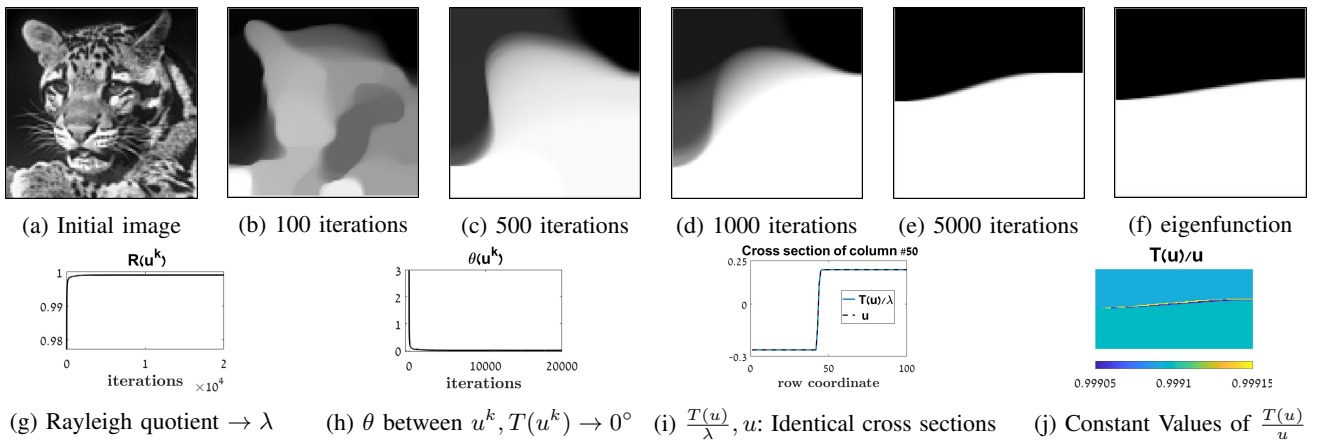 (a) Initial image (b) 100 iterations (c) 500 iterations (d) 1000 iterations (e) 5000 iterations (f) eigenfunction
R(u^k)
1
0.99
0.98
0 1 2
iterations ×10^4
θ(u^k)
3
2
1
0
0 10000 20000
iterations
Cross section of column #50
0.25
0
-0.3
T(u)/λ
u
0 50 100
row coordinate
T(u)/u
0.99905 0.9991 0.99915
(g) Rayleigh quotient → λ (h) θ between u^k, T(u^k) → 0° (i) T(u)/λ, u: Identical cross sections (j) Constant Values of T(u)/u